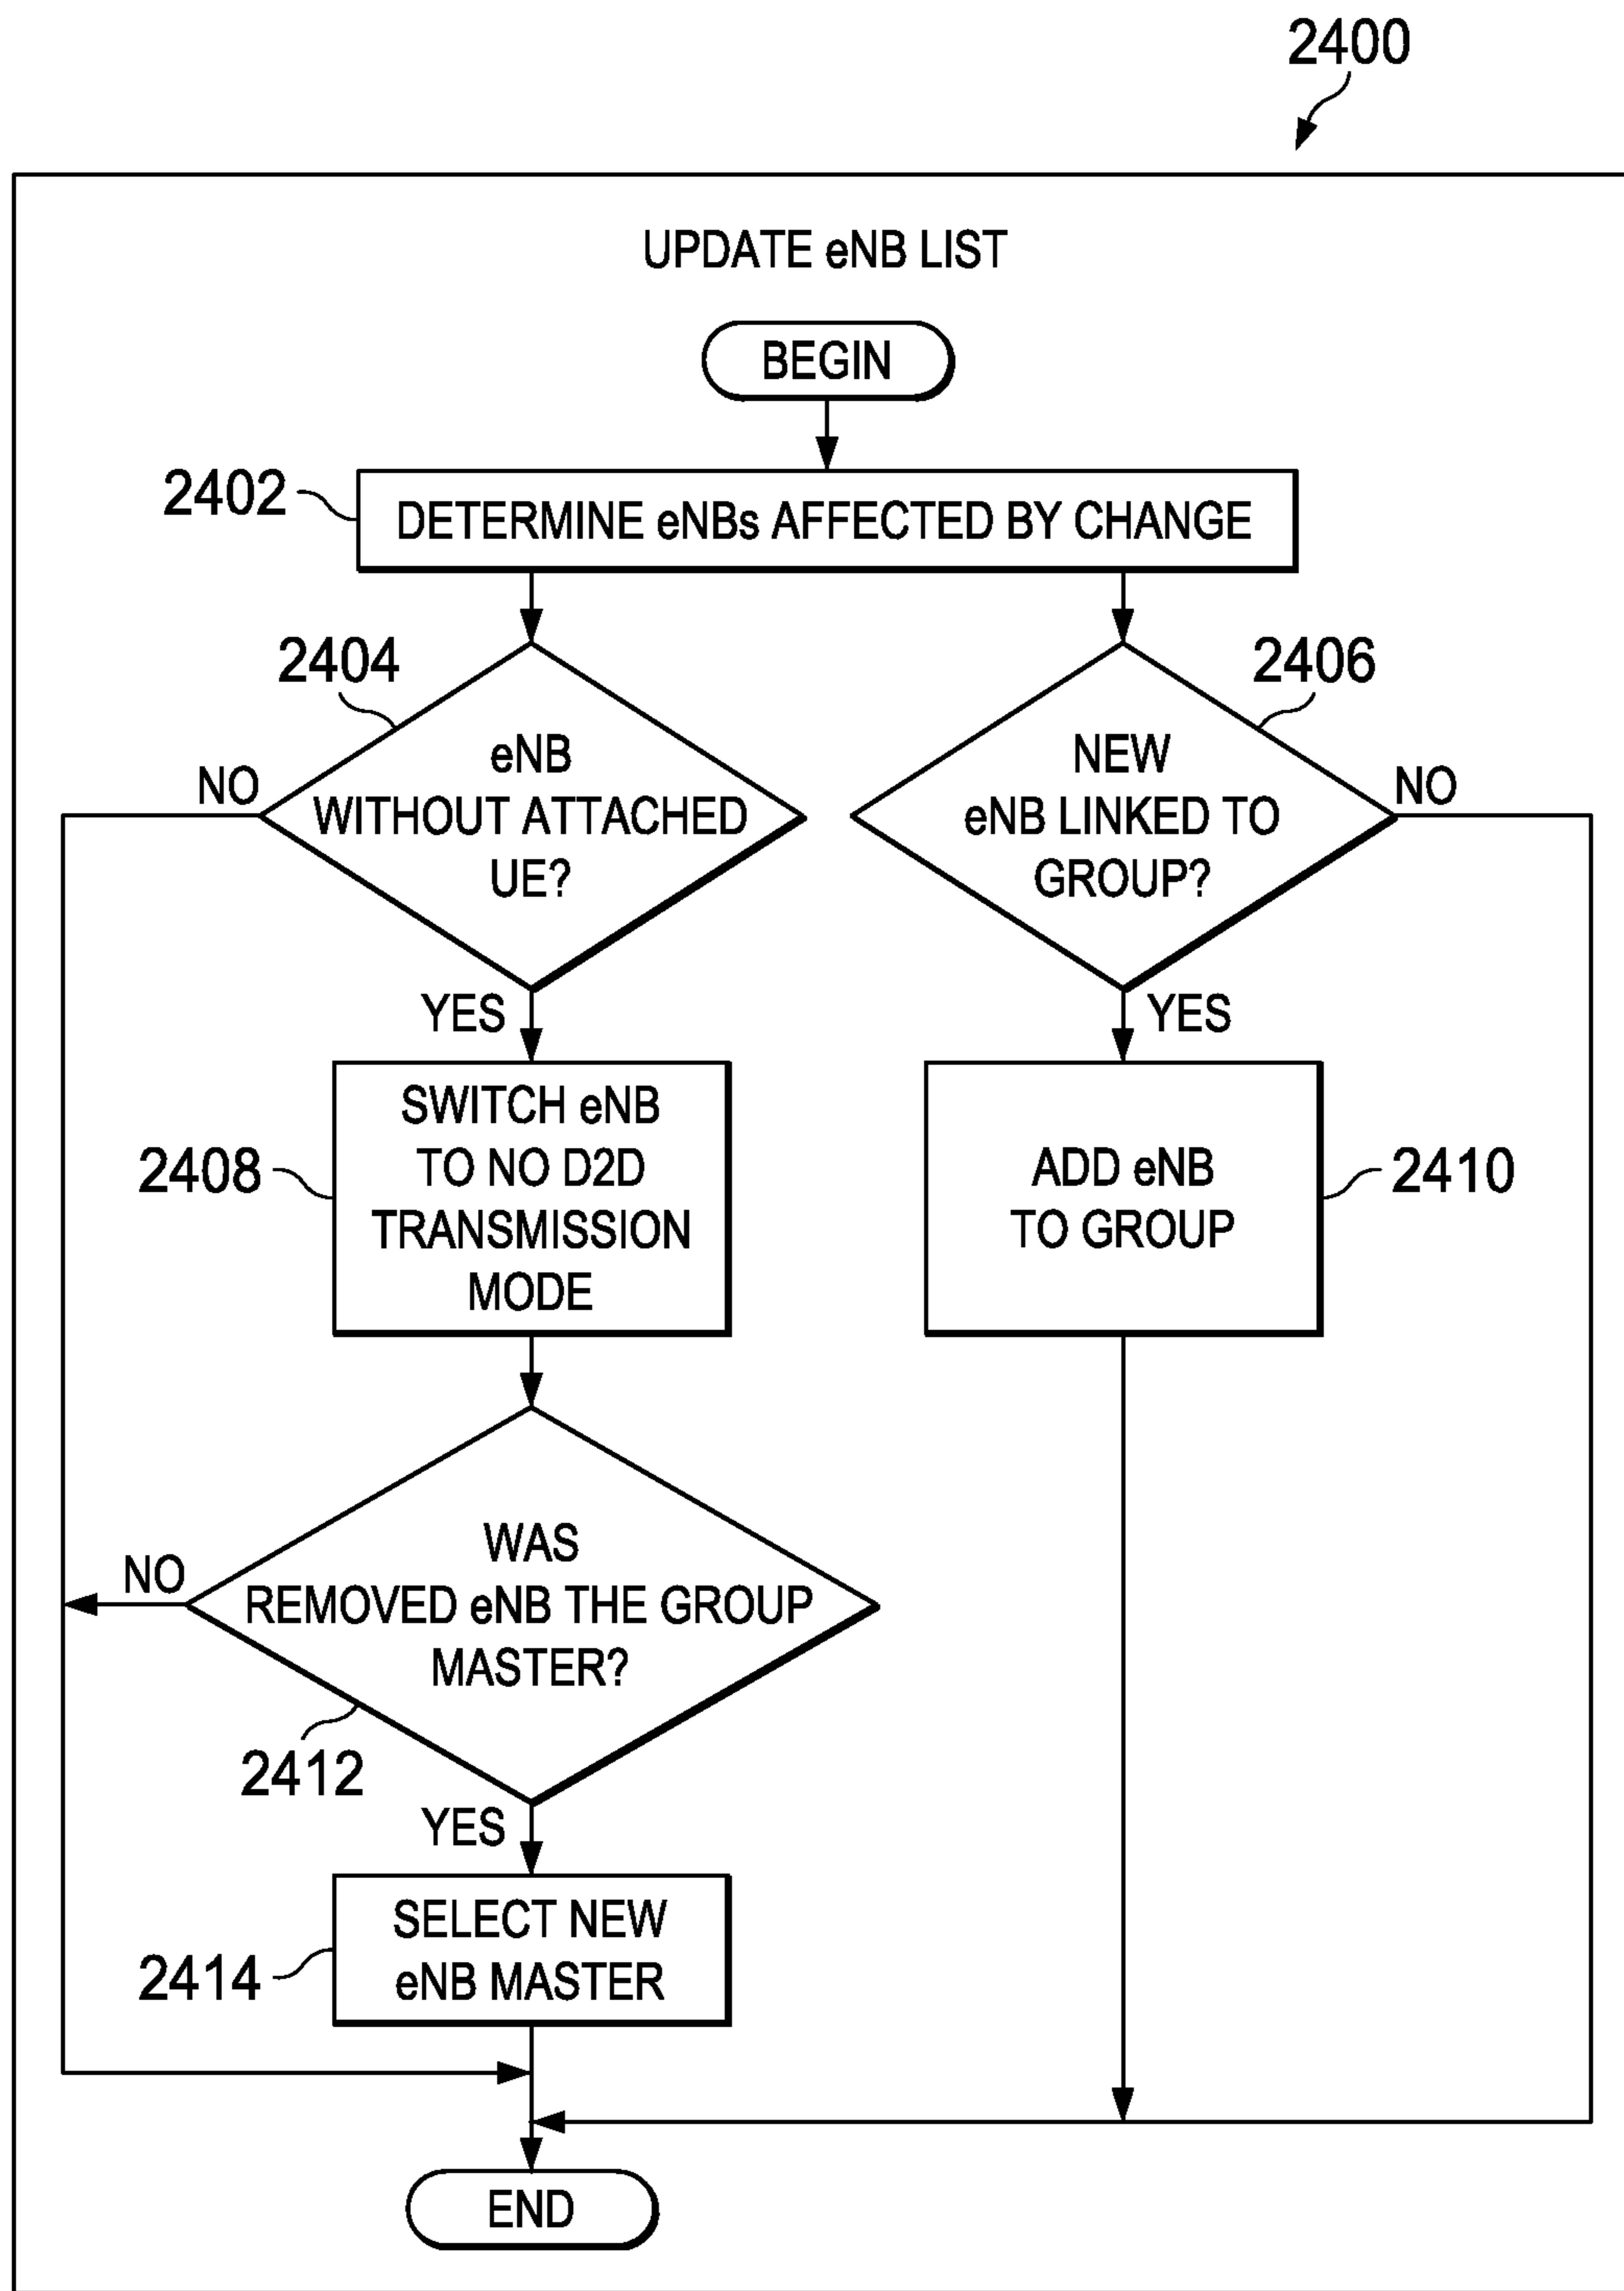 2400
UPDATE eNB LIST
BEGIN
2402
DETERMINE eNBs AFFECTED BY CHANGE
2404
2406
NO
eNB
WITHOUT ATTACHED
UE?
NEW
eNB LINKED TO
GROUP?
NO
YES
YES
2408
SWITCH eNB
TO NO D2D
TRANSMISSION
MODE
ADD eNB
TO GROUP
2410
NO
WAS
REMOVED eNB THE GROUP
MASTER?
2412
YES
2414
SELECT NEW
eNB MASTER
END